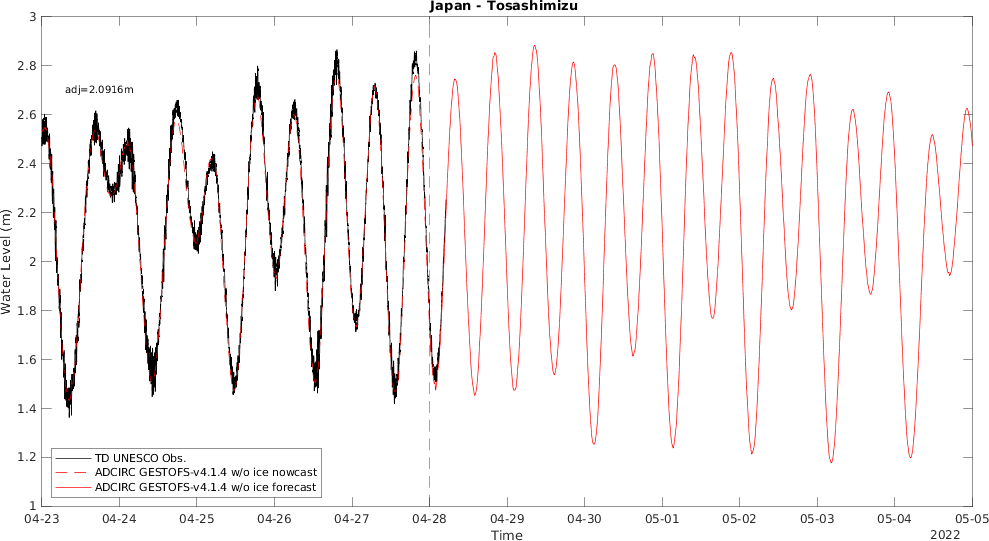 Japan - Tosashimizu
3
2.8
2.6
2.4
2.2
2
1.8
1.6
1.4
1.2
1
Water Level (m)
adj=2.0916m
TD UNESCO Obs.
ADCIRC GESTOFS-v4.1.4 w/o ice nowcast
ADCIRC GESTOFS-v4.1.4 w/o ice forecast
04-23 04-24 04-25 04-26 04-27 04-28 04-29 04-30 05-01 05-02 05-03 05-04 05-05
Time
2022